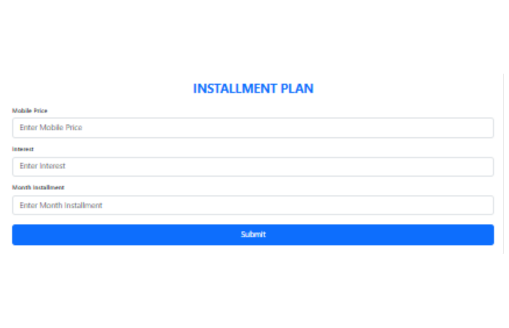 INSTALLMENT PLAN
Mobile Price
Enter Mobile Price
Interest
Enter Interest
Month Installment
Enter Month Installment
Submit